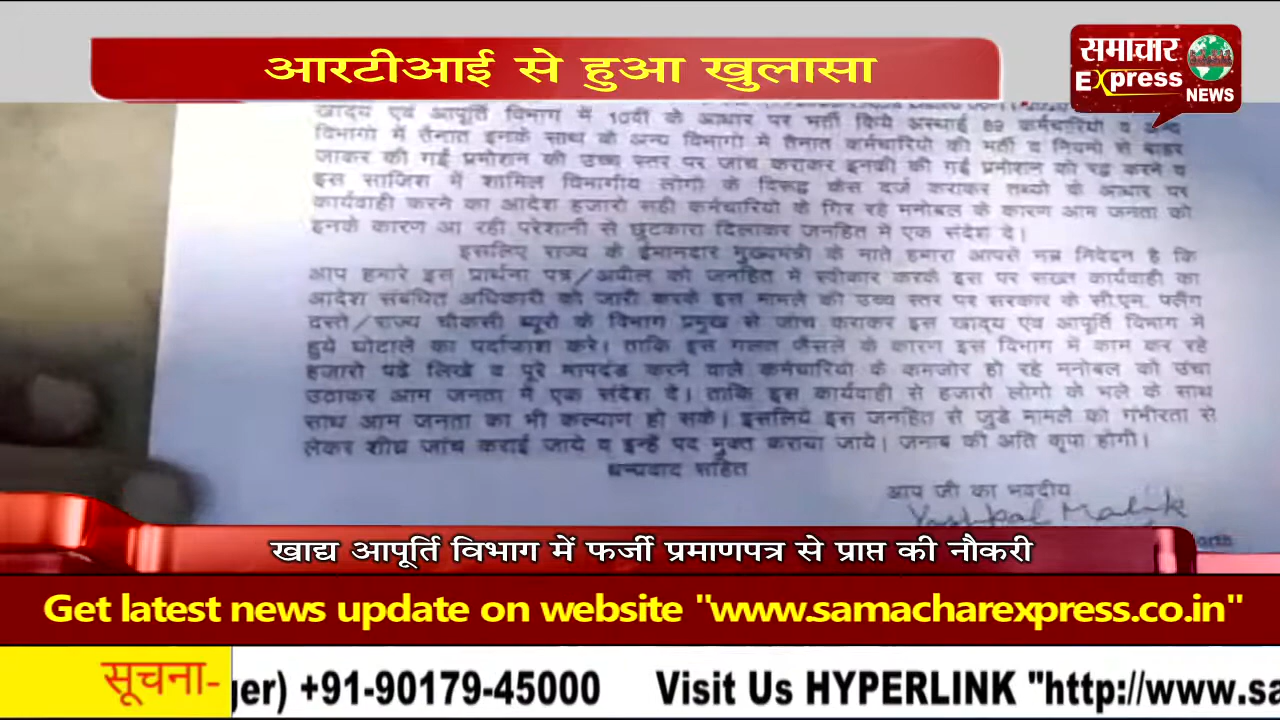 आरटीआई से हुआ खुलासा
समाचार
Express
NEWS
खाद्य एवं आपूर्ति विभाग में 10वी के आधार पर भर्ती किये अस्थाई 89 कर्मचारियो व अन्य
विभागो में तैनात इनके साथ के अन्य विभागो में तैनात कर्मचारियो की भर्ती व नियमो से बाहर
जाकर की गई प्रमोशन की उच्च स्तर पर जांच कराकर इनकी की गई प्रमोशन को रद्द करने व
इस साजिश में शामिल विभागीय लोगो के विरूद्ध केस दर्ज कराकर तथ्यो के आधार पर
कार्यवाही करने का आदेश हजारो सही कर्मचारियो के गिर रहे मनोबल के कारण आम जनता को
इनके कारण आ रही परेशानी से छुटकारा दिलाकर जनहित में एक संदेश दे।
इसलिए राज्य के ईमानदार मुख्यमंत्री के नाते हमारा आपसे नम्र निवेदन है कि
आप हमारे इस प्रार्थना पत्र/अपील को जनहित में स्वीकार करके इस पर सख्त कार्यवाही का
आदेश संबंधित अधिकारी को जारी करके इस मामले की उच्च स्तर पर सरकार के सी.एम. फ्लैग
दस्ते/राज्य चौकसी ब्यूरो के विभाग प्रमुख से जांच कराकर इस खाद्य एवं आपूर्ति विभाग में
हुये घोटाले का पर्दाफाश करे। ताकि इस गलत फैंसले के कारण इस विभाग में काम कर रहे
हजारो पढे लिखे व पूरे मापदंड करने वाले कर्मचारियो के कमजोर हो रहे मनोबल को उंचा
उठाकर आम जनता में एक संदेश दे। ताकि इस कार्यवाही से हजारो लोगो के भले के साथ
साथ आम जनता का भी कल्याण हो सके। इसलिये इस जनहित से जुडे मामले को गंभीरता से
लेकर शीघ्र जांच कराई जाये व इन्हें पद मुक्त कराया जाये। जनाब की अति कृपा होगी।
धन्यवाद सहित
आप जी का भवदीय
Yashpal Malik
खाद्य आपूर्ति विभाग में फर्जी प्रमाणपत्र से प्राप्त की नौकरी
Get latest news update on website "www.samacharexpress.co.in"
सूचना- ger) +91-90179-45000 Visit Us HYPERLINK "http://www.sa